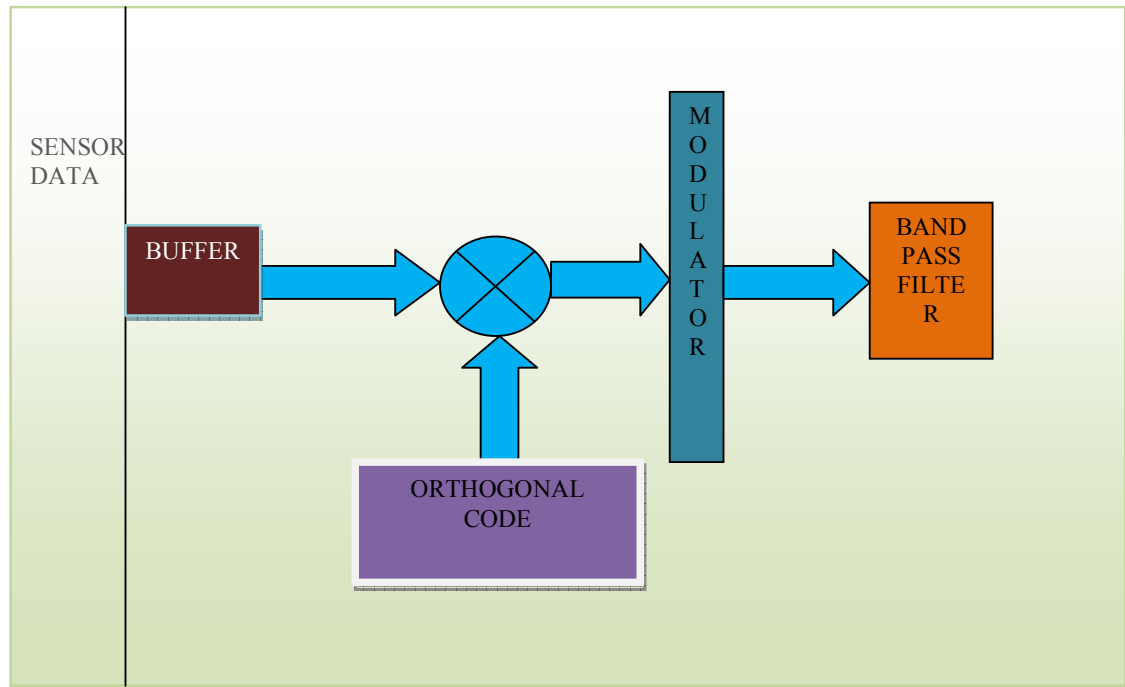 SENSOR
DATA
BUFFER
ORTHOGONAL
CODE
M
O
D
U
L
A
T
O
R
BAND
PASS
FILTE
R